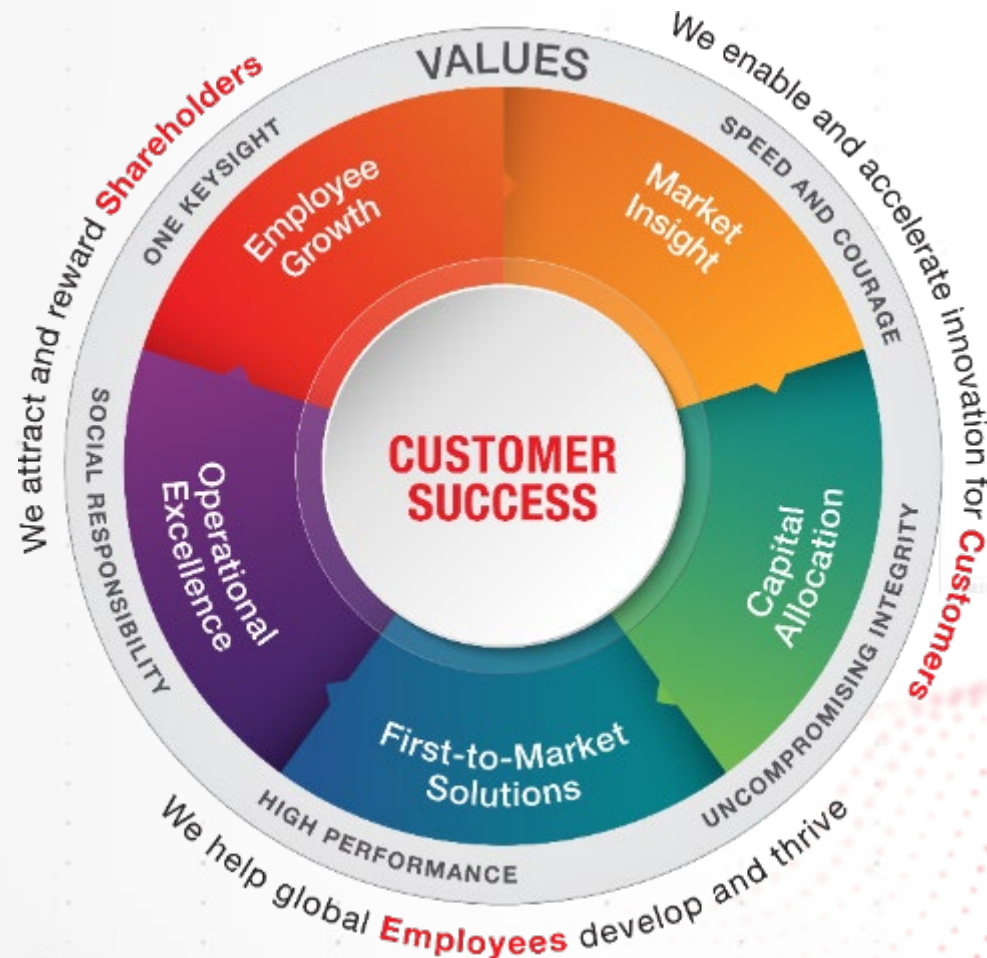 VALUES
SPEED AND COURAGE
UNCOMPROMISING INTEGRITY
HIGH PERFORMANCE
SOCIAL RESPONSIBILITY
ONE KEYSIGHT
Market
Insight
Capital
Allocation
First-to-Market
Solutions
Operational
Excellence
Employee
Growth
CUSTOMER
SUCCESS
We enable and accelerate innovation for Customers
We help global Employees develop and thrive
We attract and reward Shareholders